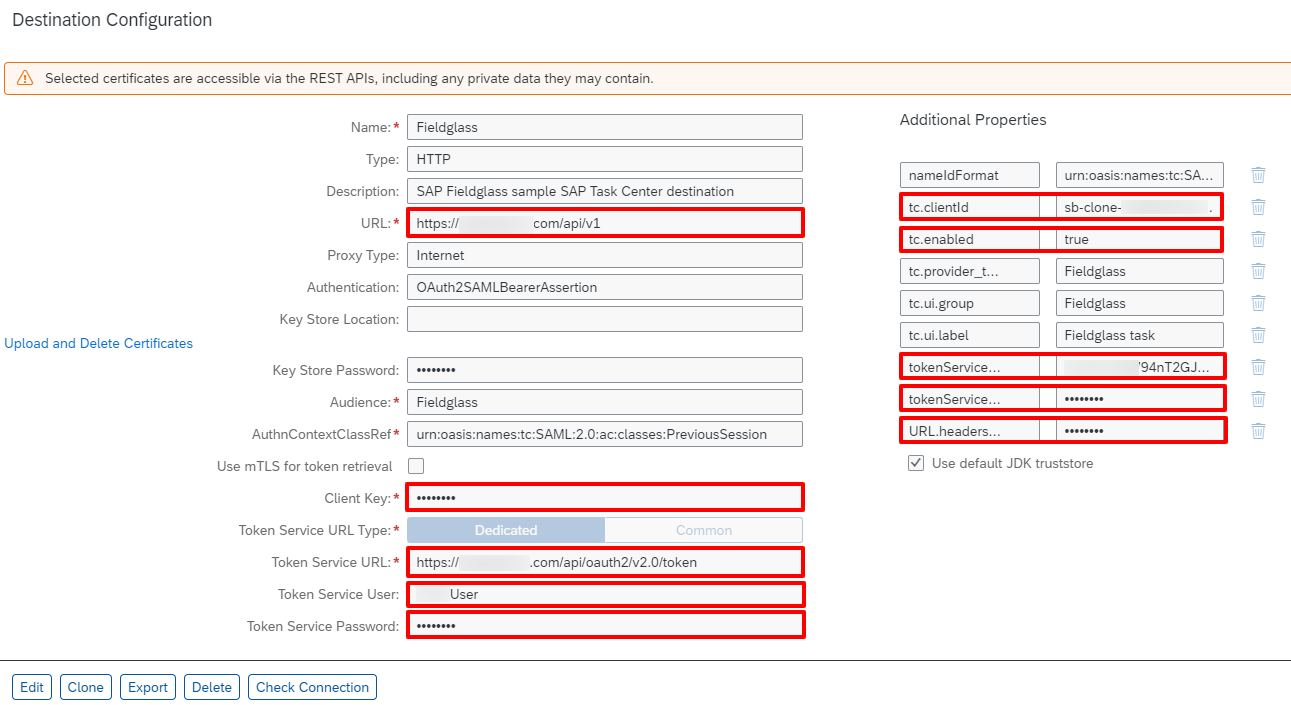 Destination Configuration
Selected certificates are accessible via the REST APIs, including any private data they may contain.
Name:* Fieldglass
Type: HTTP
Description: SAP Fieldglass sample SAP Task Center destination
URL:* https:// com/api/v1
Proxy Type: Internet
Authentication: OAuth2SAMLBearerAssertion
Key Store Location:
Upload and Delete Certificates
Key Store Password: ••••••••
Audience:* Fieldglass
AuthnContextClassRef* urn:oasis:names:tc:SAML:2.0:ac:classes:PreviousSession
Use mTLS for token retrieval
Client Key:* ••••••••
Token Service URL Type:* Dedicated Common
Token Service URL:* https:// .com/api/oauth2/v2.0/token
Token Service User: User
Token Service Password: ••••••••
Additional Properties
nameIdFormat urn:oasis:names:tc:SA...
tc.clientId sb-clone- .
tc.enabled true
tc.provider_t... Fieldglass
tc.ui.group Fieldglass
tc.ui.label Fieldglass task
tokenService... '94nT2GJ...
tokenService... ••••••••
URL.headers... ••••••••
Use default JDK truststore
Edit Clone Export Delete Check Connection